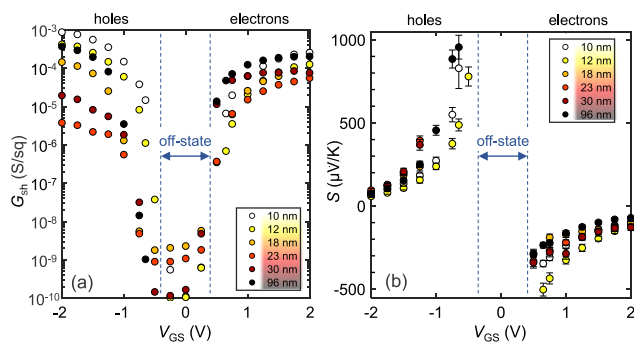 holes
electrons
10⁻³
10⁻⁴
10⁻⁵
10⁻⁶
10⁻⁷
10⁻⁸
10⁻⁹
10⁻¹⁰
G_sh (S/sq)
off-state
10 nm
12 nm
18 nm
23 nm
30 nm
96 nm
(a)
-2
-1
0
1
2
V_GS (V)
holes
electrons
1000
500
0
-500
S (µV/K)
off-state
10 nm
12 nm
18 nm
23 nm
30 nm
96 nm
(b)
-2
-1
0
1
2
V_GS (V)